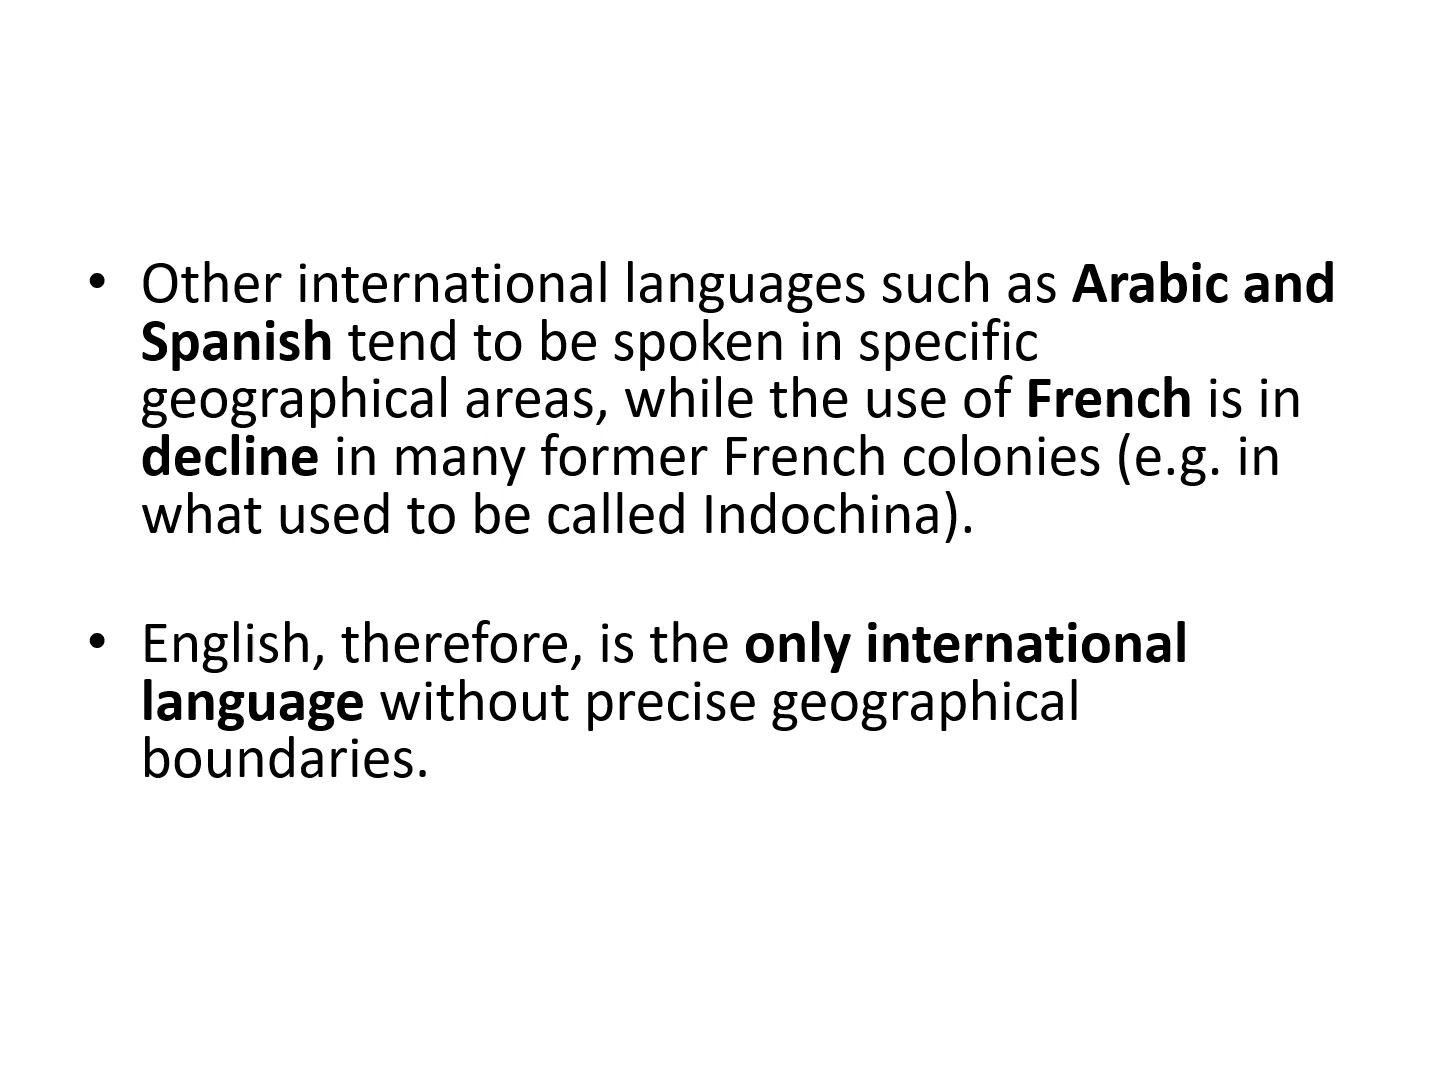 • Other international languages such as Arabic and
Spanish tend to be spoken in specific
geographical areas, while the use of French is in
decline in many former French colonies (e.g. in
what used to be called Indochina).
• English, therefore, is the only international
language without precise geographical
boundaries.